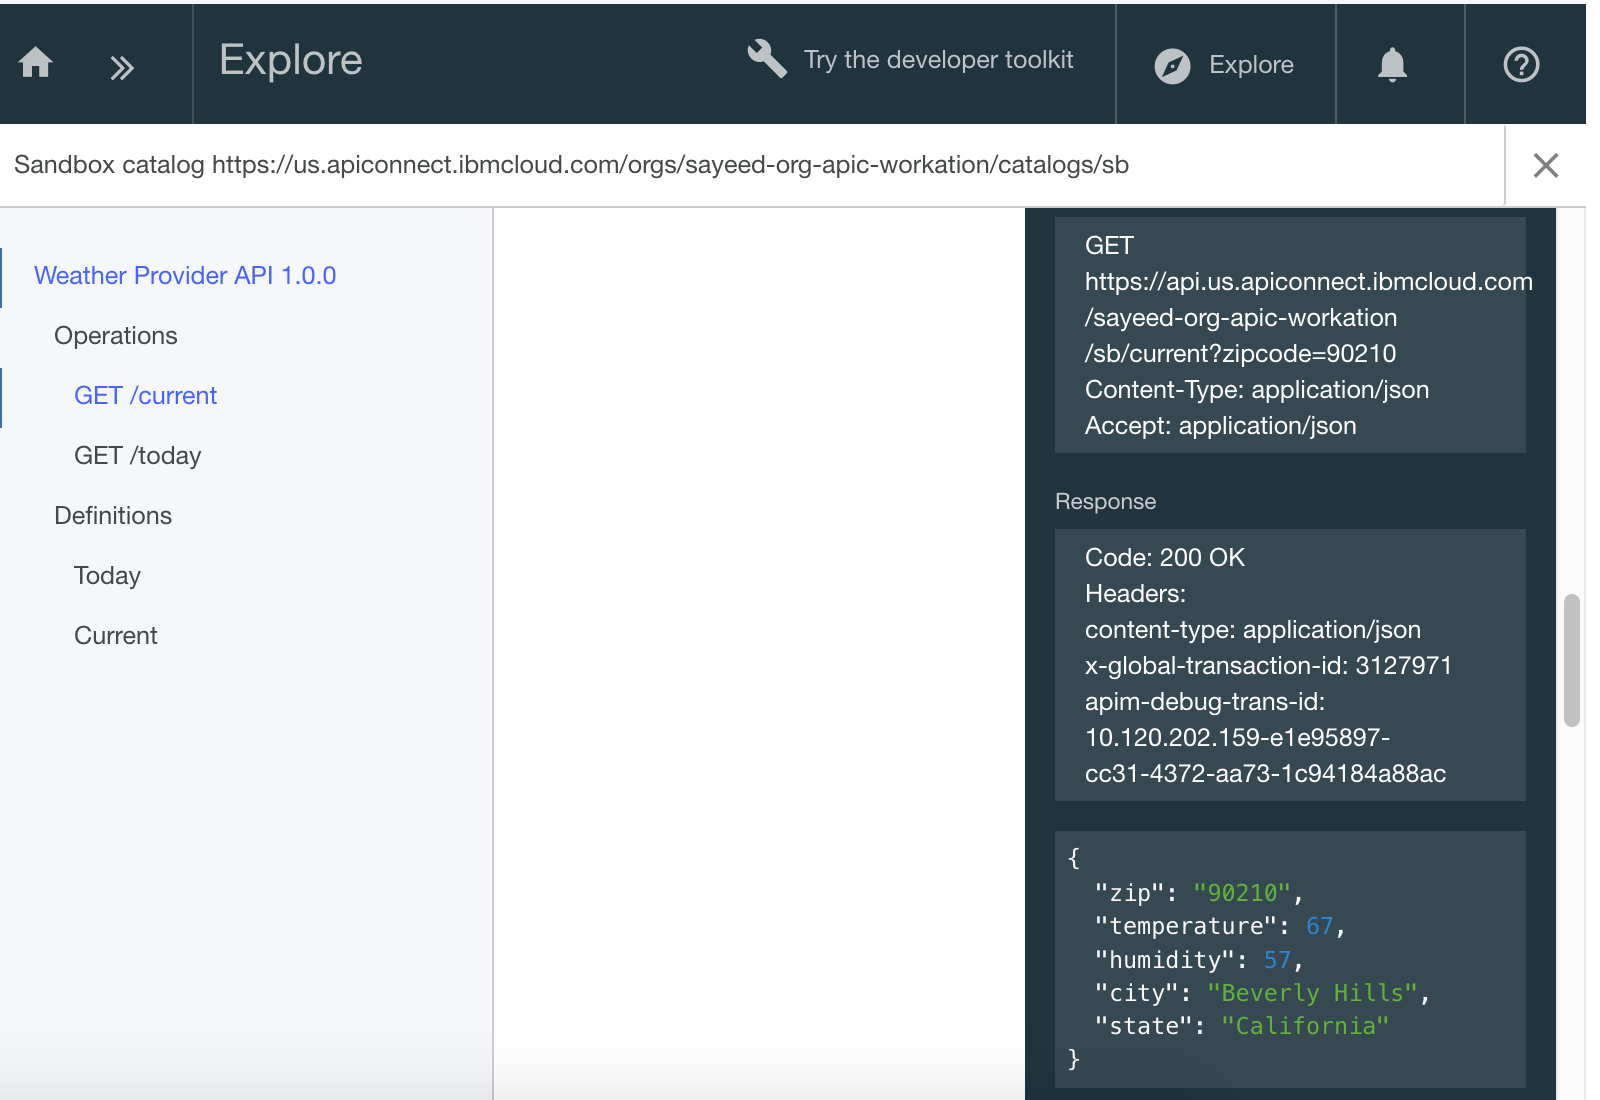 Explore
Try the developer toolkit
Explore
Sandbox catalog https://us.apiconnect.ibmcloud.com/orgs/sayeed-org-apic-workation/catalogs/sb
Weather Provider API 1.0.0
Operations
GET /current
GET /today
Definitions
Today
Current
GET
https://api.us.apiconnect.ibmcloud.com
/sayeed-org-apic-workation
/sb/current?zipcode=90210
Content-Type: application/json
Accept: application/json
Response
Code: 200 OK
Headers:
content-type: application/json
x-global-transaction-id: 3127971
apim-debug-trans-id:
10.120.202.159-e1e95897-
cc31-4372-aa73-1c94184a88ac
{
"zip": "90210",
"temperature": 67,
"humidity": 57,
"city": "Beverly Hills",
"state": "California"
}